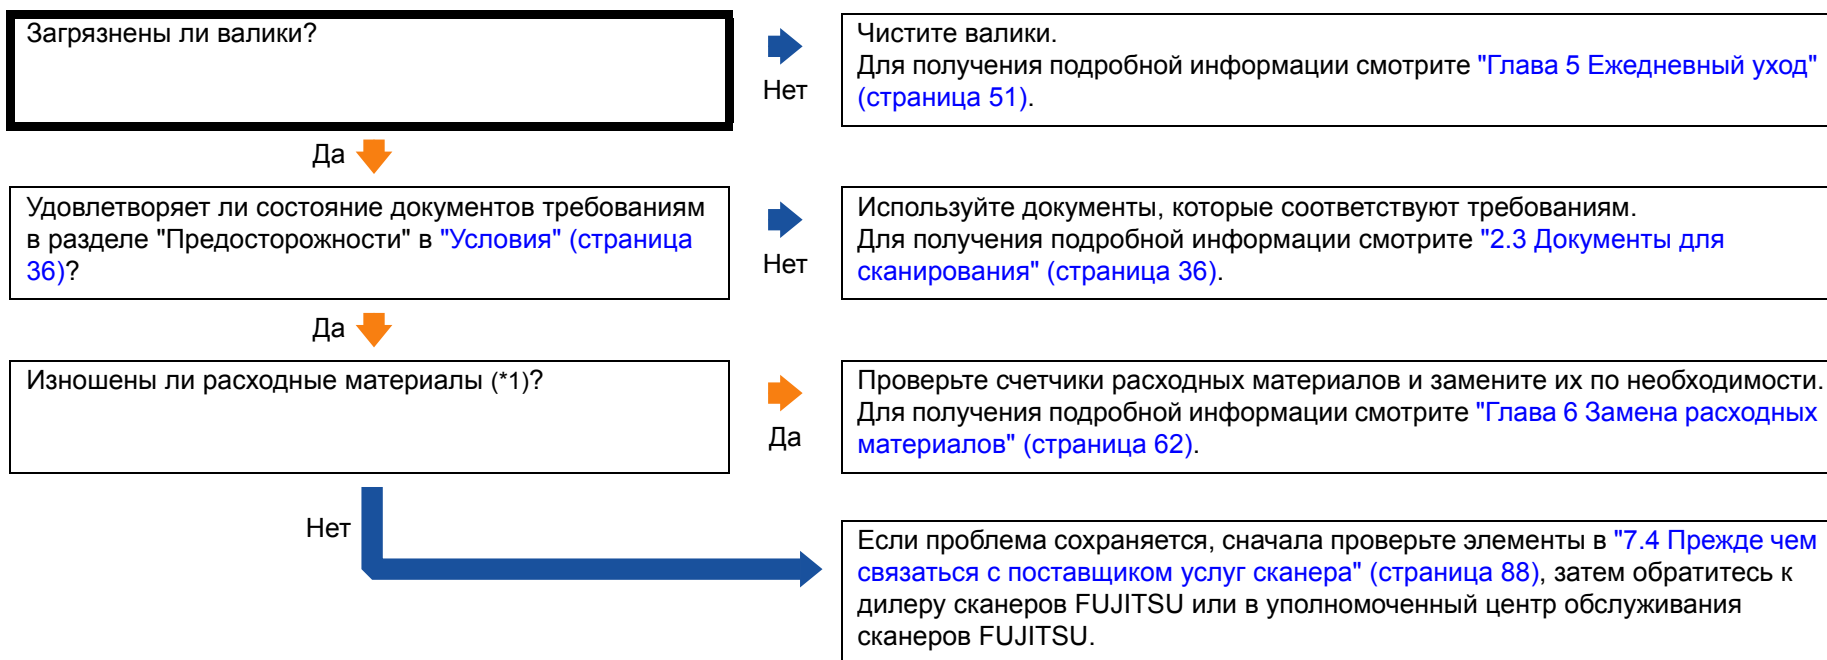 Загрязнены ли валики?
Нет
Чистите валики.
Для получения подробной информации смотрите "Глава 5 Ежедневный уход"
(страница 51).
Да
Удовлетворяет ли состояние документов требованиям
в разделе "Предосторожности" в "Условия" (страница
36)?
Нет
Используйте документы, которые соответствуют требованиям.
Для получения подробной информации смотрите "2.3 Документы для
сканирования" (страница 36).
Да
Изношены ли расходные материалы (*1)?
Да
Проверьте счетчики расходных материалов и замените их по необходимости.
Для получения подробной информации смотрите "Глава 6 Замена расходных
материалов" (страница 62).
Нет
Если проблема сохраняется, сначала проверьте элементы в "7.4 Прежде чем
связаться с поставщиком услуг сканера" (страница 88), затем обратитесь к
дилеру сканеров FUJITSU или в уполномоченный центр обслуживания
сканеров FUJITSU.